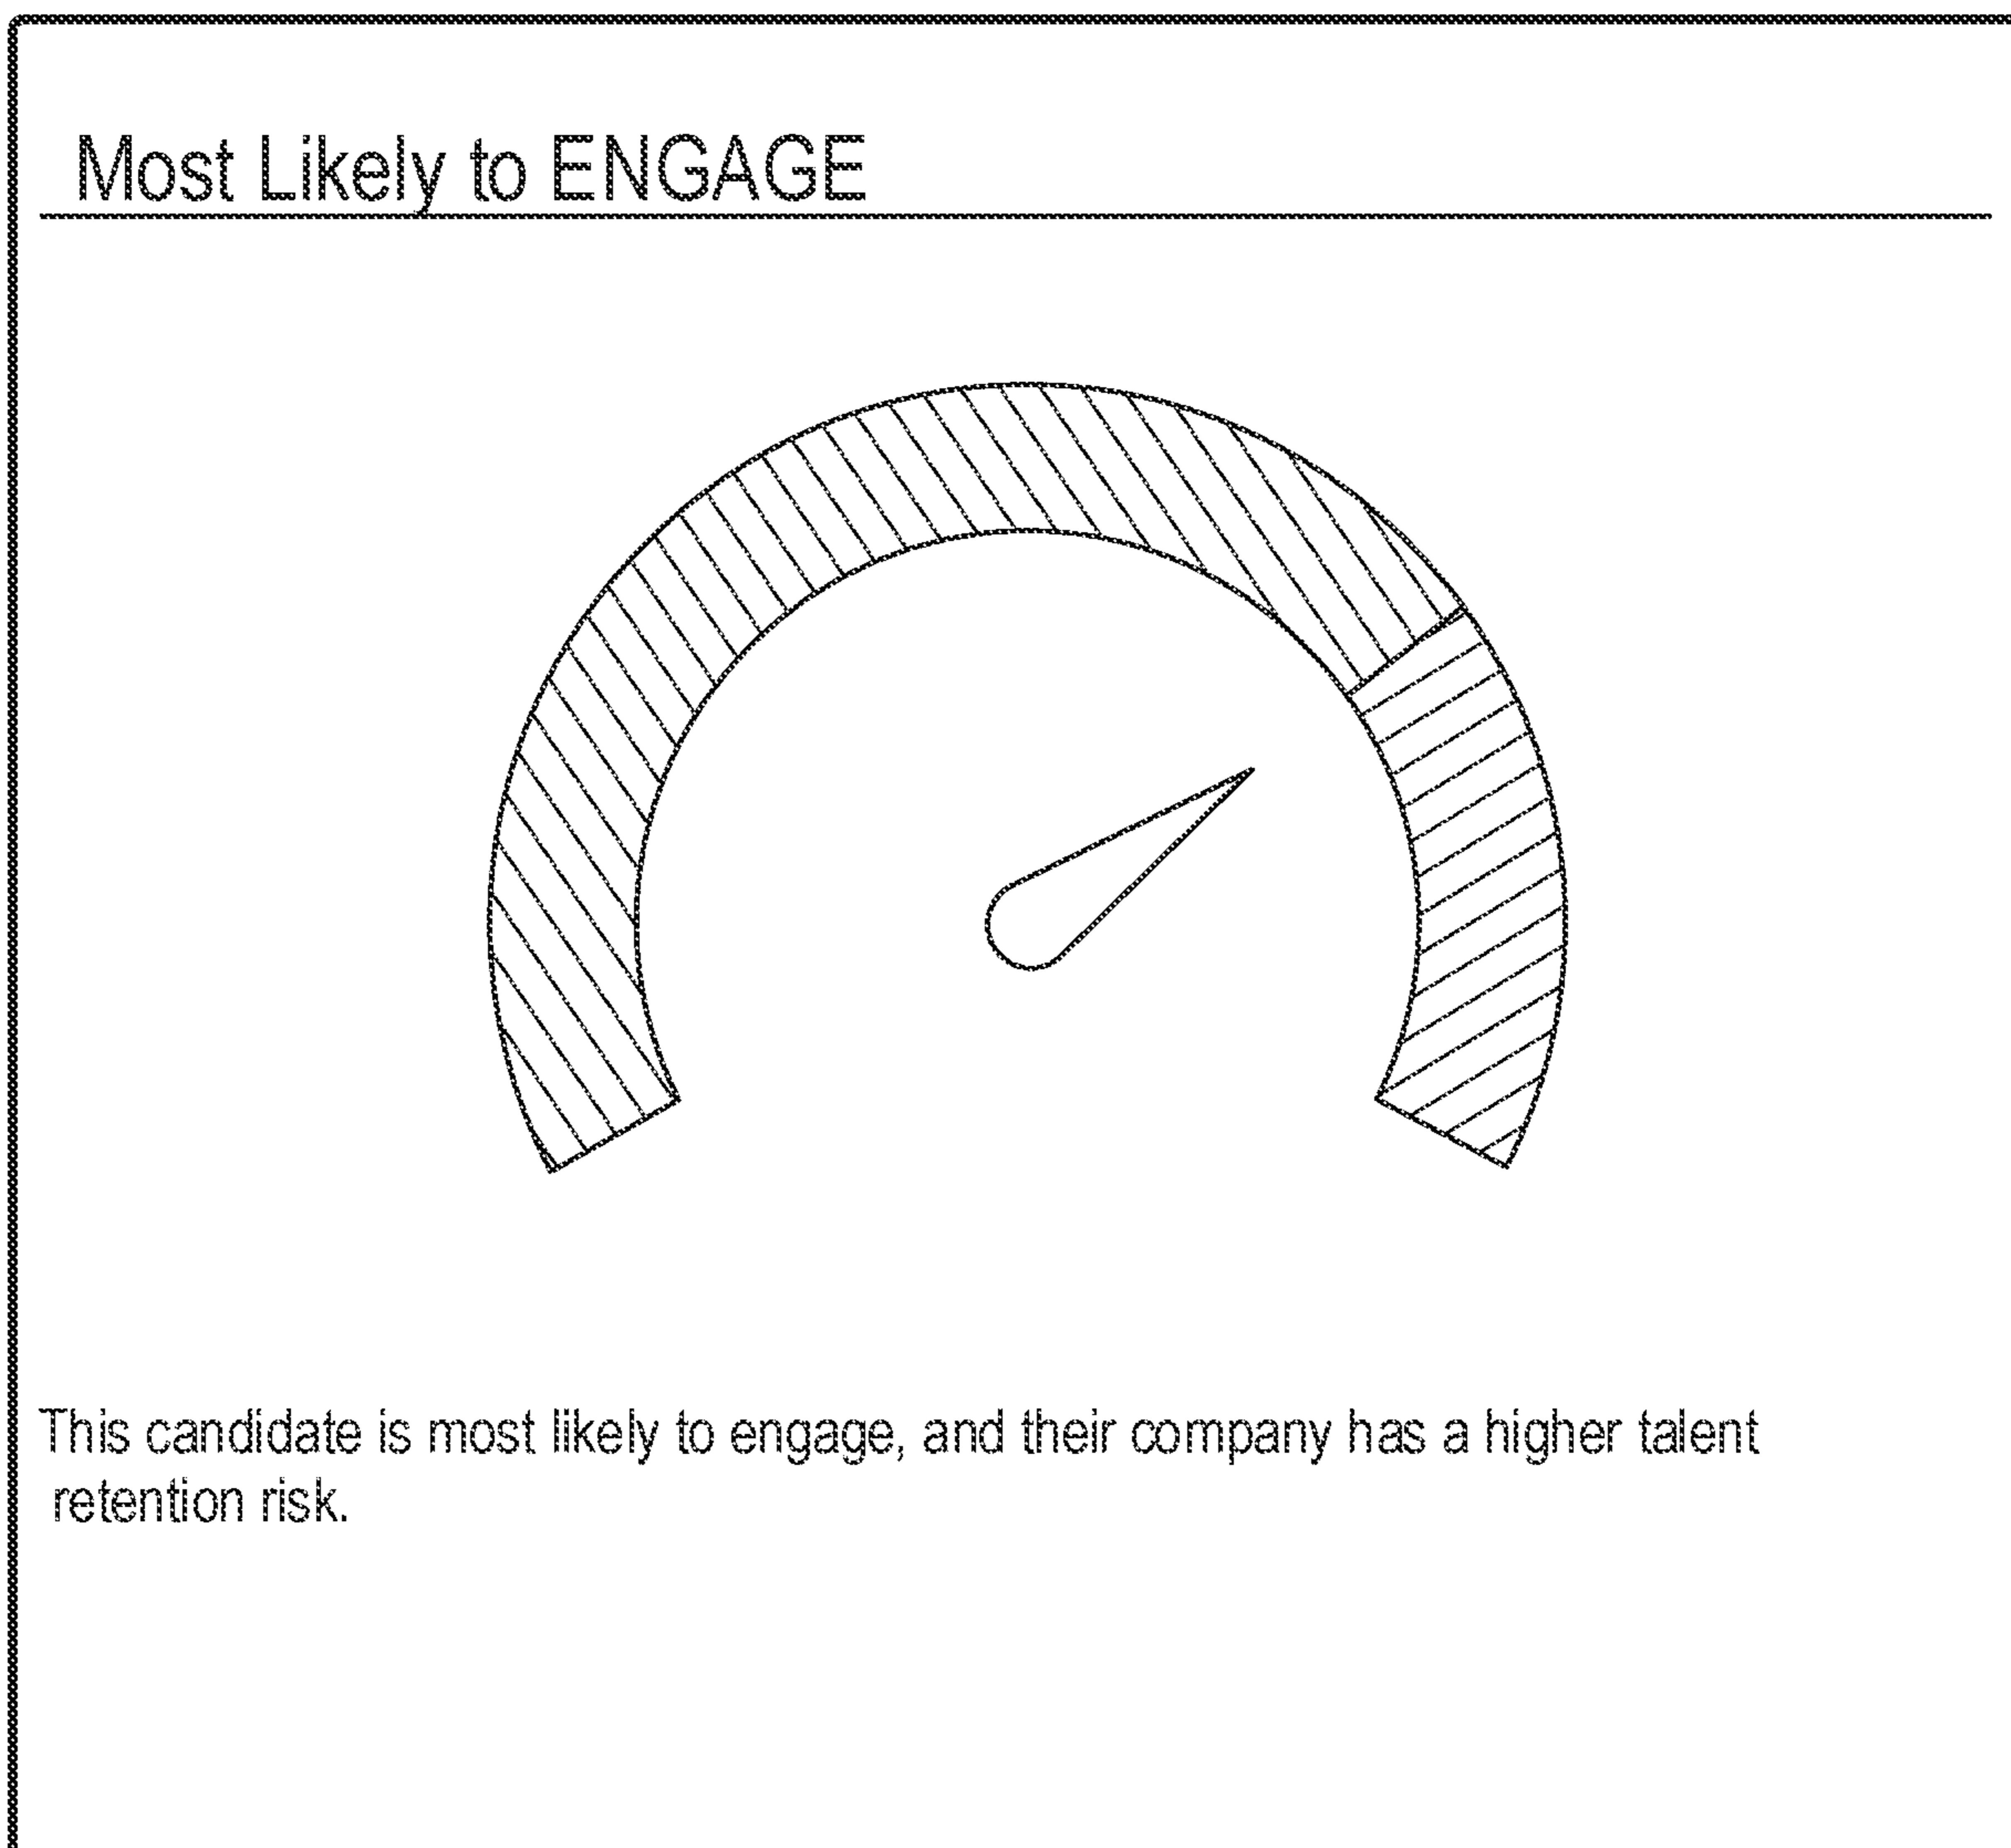 Most Likely to ENGAGE
This candidate is most likely to engage, and their company has a higher talent
retention risk.